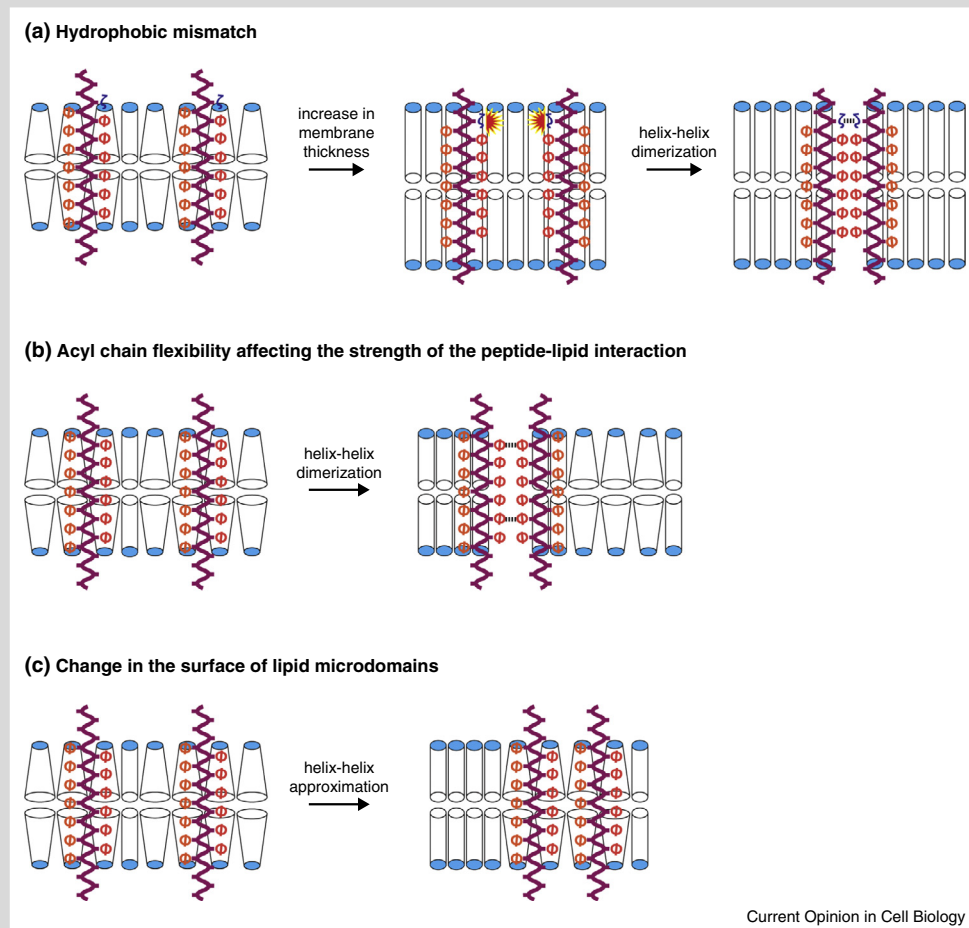 (a) Hydrophobic mismatch
increase in
membrane
thickness
helix-helix
dimerization
(b) Acyl chain flexibility affecting the strength of the peptide-lipid interaction
helix-helix
dimerization
(c) Change in the surface of lipid microdomains
helix-helix
approximation
Current Opinion in Cell Biology